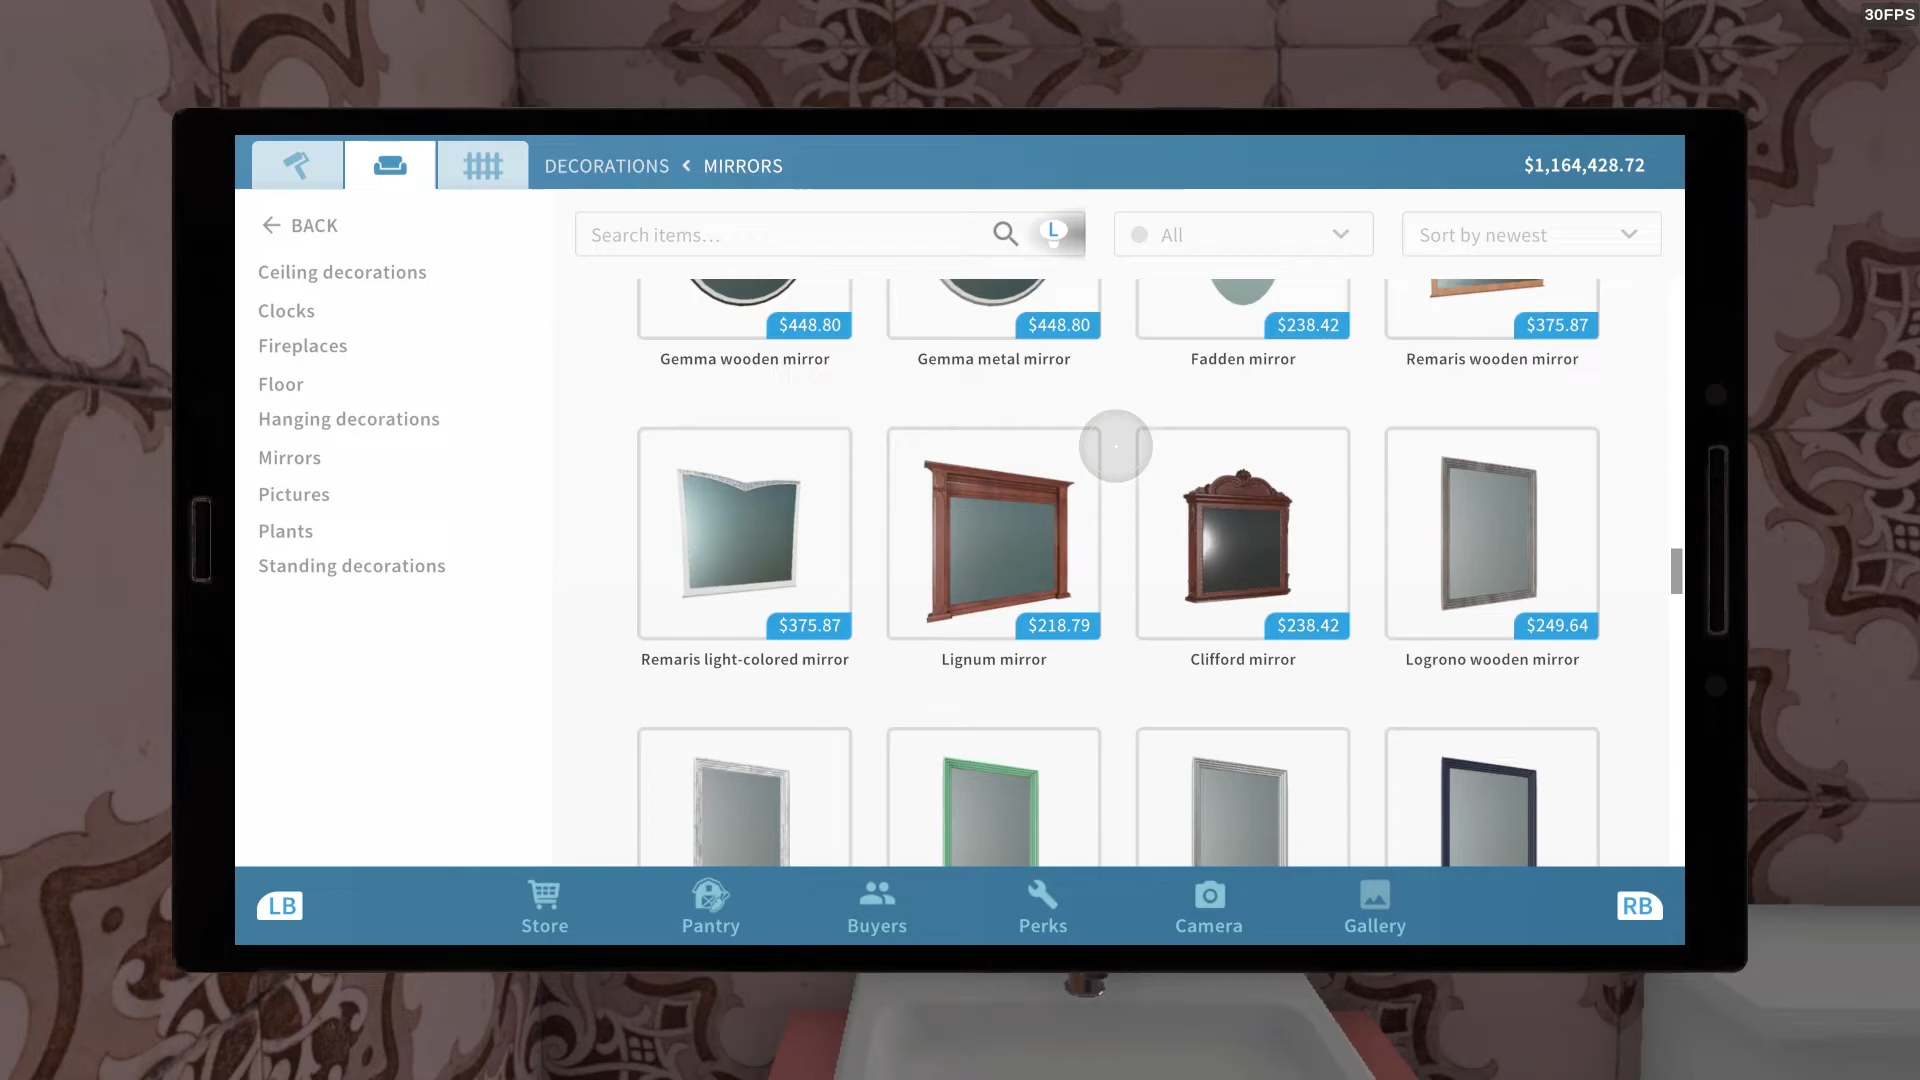 30FPS
DECORATIONS < MIRRORS
$1,164,428.72
BACK
Ceiling decorations
Clocks
Fireplaces
Floor
Hanging decorations
Mirrors
Pictures
Plants
Standing decorations
Search items...
L
All
Sort by newest
$448.80
$448.80
$238.42
$375.87
Gemma wooden mirror
Gemma metal mirror
Fadden mirror
Remaris wooden mirror
$375.87
$218.79
$238.42
$249.64
Remaris light-colored mirror
Lignum mirror
Clifford mirror
Logrono wooden mirror
LB
Store
Pantry
Buyers
Perks
Camera
Gallery
RB